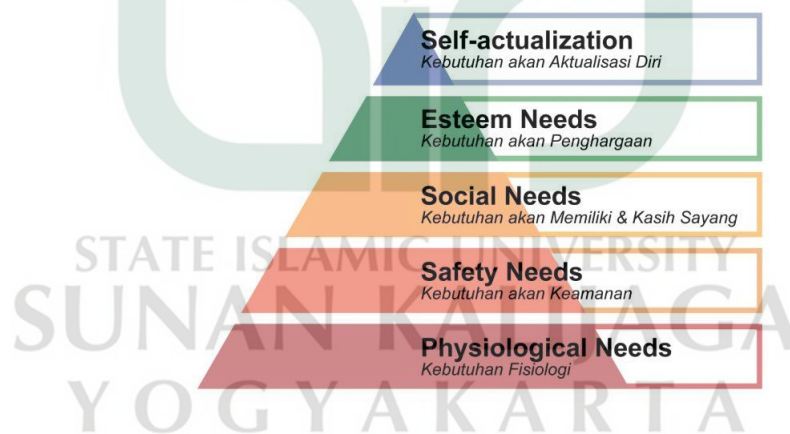 Self-actualization
Kebutuhan akan Aktualisasi Diri
Esteem Needs
Kebutuhan akan Penghargaan
Social Needs
Kebutuhan akan Memiliki & Kasih Sayang
STATE ISLAMIC UNIVERSITY
Safety Needs
Kebutuhan akan Keamanan
SUNAN KALIJAGA
Physiological Needs
Kebutuhan Fisiologi
YOGYAKARTA